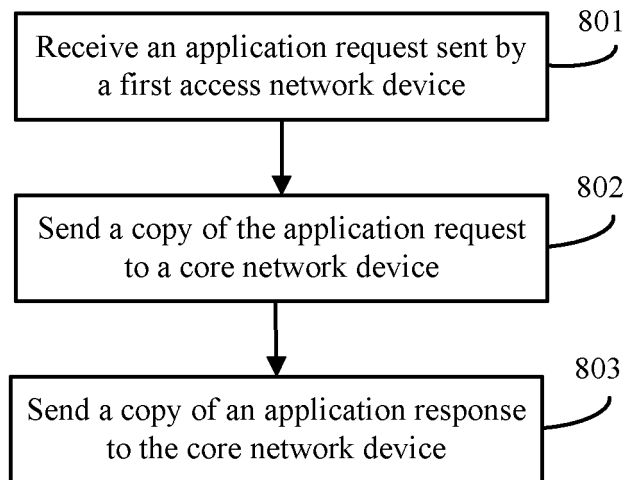 801
Receive an application request sent by
a first access network device
802
Send a copy of the application request
to a core network device
803
Send a copy of an application response
to the core network device